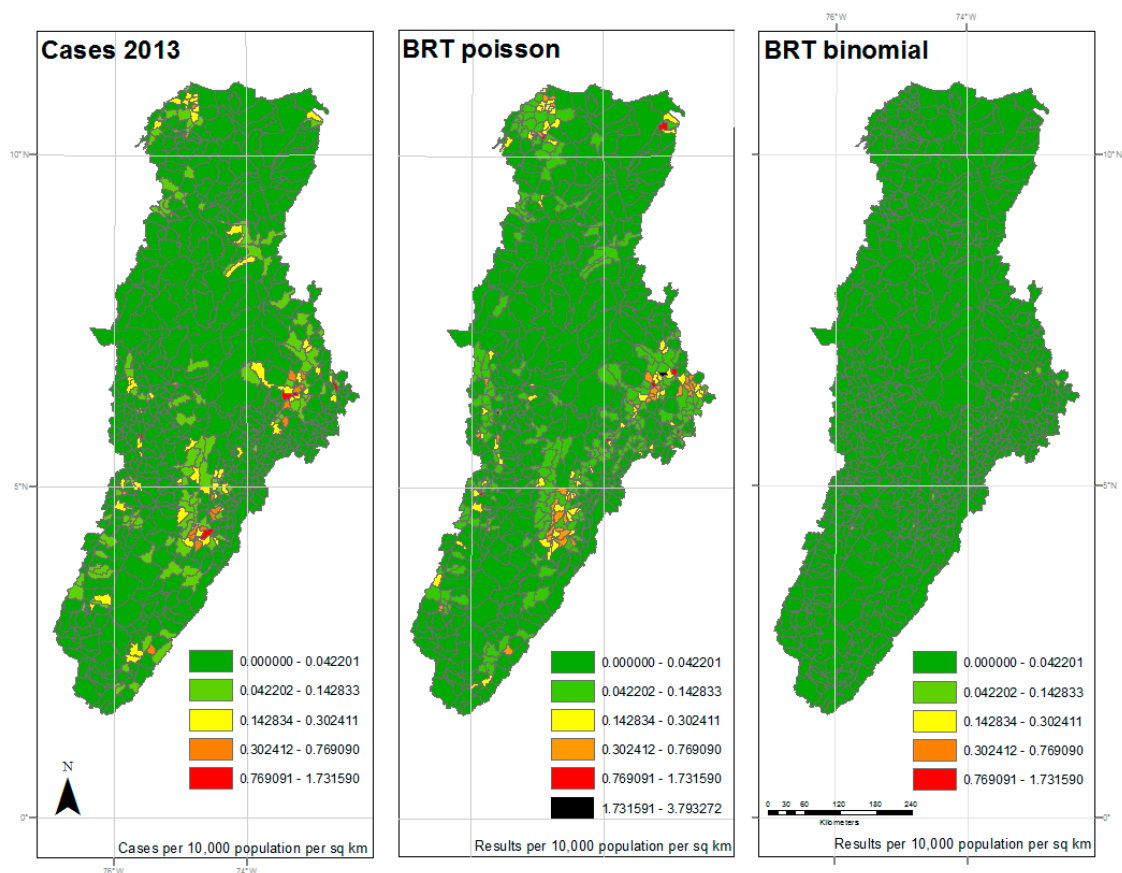 76°W
74°W
Cases 2013
BRT poisson
BRT binomial
10°N
10°N
5°N
5°N
0.000000 - 0.042201
0.042202 - 0.142833
0.142834 - 0.302411
0.302412 - 0.769090
0.769091 - 1.731590
0.000000 - 0.042201
0.042202 - 0.142833
0.142834 - 0.302411
0.302412 - 0.769090
0.769091 - 1.731590
1.731591 - 3.793272
0.000000 - 0.042201
0.042202 - 0.142833
0.142834 - 0.302411
0.302412 - 0.769090
0.769091 - 1.731590
N
0 30 60 120 180 240
Kilometers
0°
0°
Cases per 10,000 population per sq km
Results per 10,000 population per sq km
Results per 10,000 population per sq km
76°W
74°W